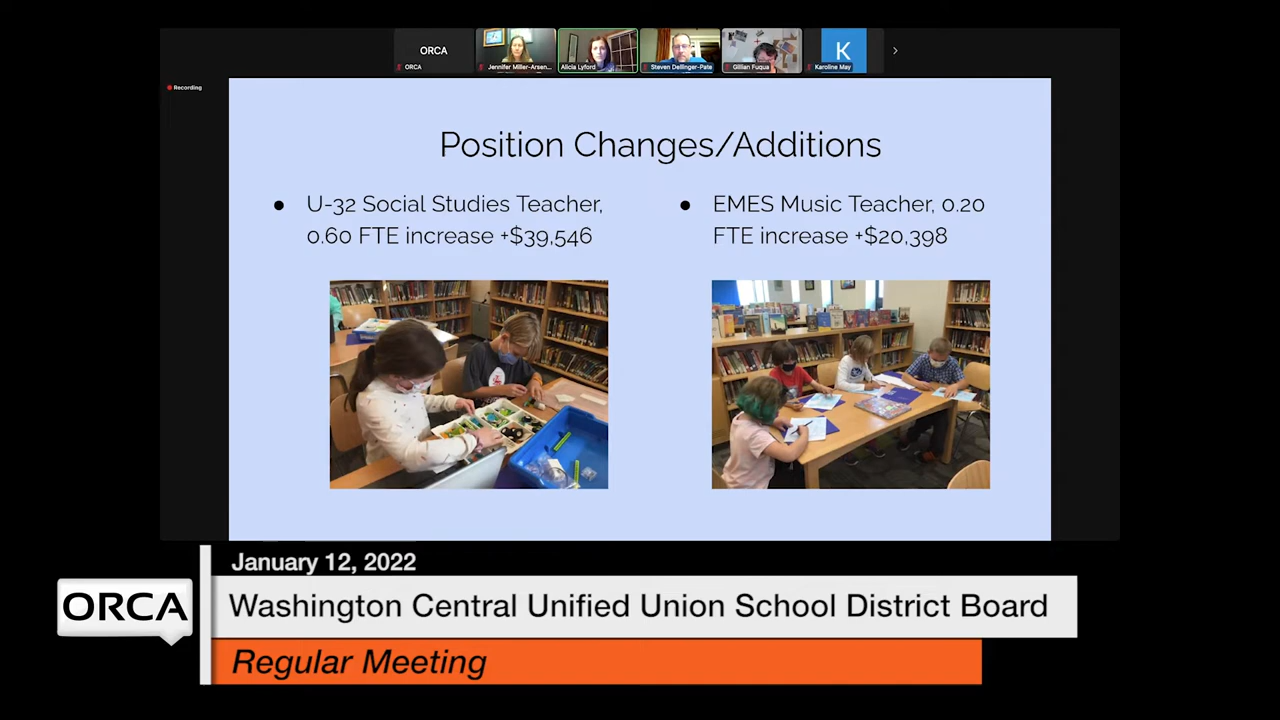 ORCA
ORCA
Jennifer Miller-Arsen...
Alicia Lyford
Steven Dellinger-Pate
Gillian Fuqua
K
Karoline May
Recording
Position Changes/Additions
U-32 Social Studies Teacher,
0.60 FTE increase +$39,546
EMES Music Teacher, 0.20
FTE increase +$20,398
January 12, 2022
ORCA
Washington Central Unified Union School District Board
Regular Meeting